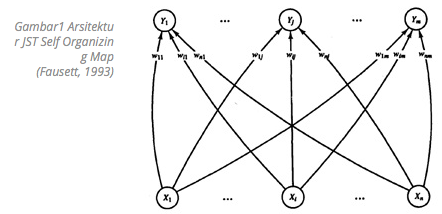 Gambar1 Arsitektu
r JST Self Organizin
g Map
(Fausett, 1993)
Y1 ... Yj ... Ym
w11 wi1 wn1 w1j wij wnj w1m wim wnm
X1 ... Xi ... Xn